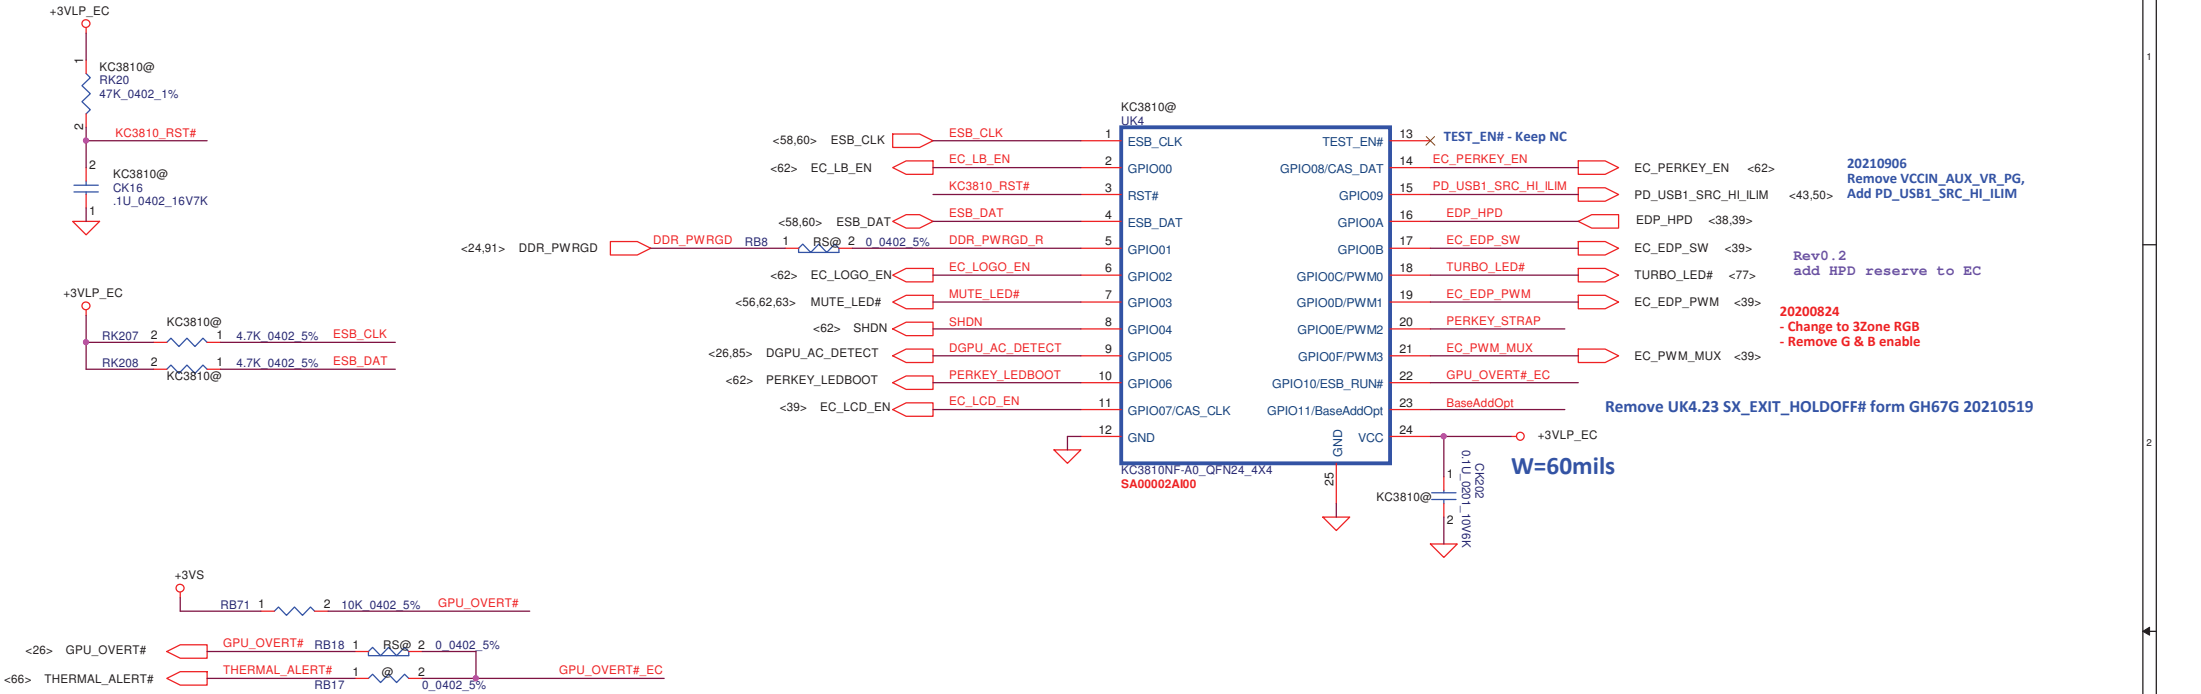 +3VLP_EC
1
KC3810@
RK20
47K_0402_1%
2
KC3810_RST#
2
KC3810@
CK16
.1U_0402_16V7K
1
+3VLP_EC
KC3810@
RK207 2 1 4.7K_0402_5% ESB_CLK
RK208 2 1 4.7K_0402_5% ESB_DAT
KC3810@
+3VS
RB71 1 2 10K_0402_5% GPU_OVERT#
<26> GPU_OVERT# GPU_OVERT# RB18 1 RS@ 2 0_0402_5%
<66> THERMAL_ALERT# THERMAL_ALERT# 1 @ 2 GPU_OVERT#_EC
RB17 0_0402_5%
KC3810@
UK4
<58,60> ESB_CLK ESB_CLK 1 ESB_CLK
<62> EC_LB_EN EC_LB_EN 2 GPIO00
KC3810_RST# 3 RST#
<58,60> ESB_DAT ESB_DAT 4 ESB_DAT
<24,91> DDR_PWRGD DDR_PWRGD RB8 1 RS@ 2 0_0402_5% DDR_PWRGD_R 5 GPIO01
<62> EC_LOGO_EN EC_LOGO_EN 6 GPIO02
<56,62,63> MUTE_LED# MUTE_LED# 7 GPIO03
<62> SHDN SHDN 8 GPIO04
<26,85> DGPU_AC_DETECT DGPU_AC_DETECT 9 GPIO05
<62> PERKEY_LEDBOOT PERKEY_LEDBOOT 10 GPIO06
<39> EC_LCD_EN EC_LCD_EN 11 GPIO07/CAS_CLK
12 GND
TEST_EN# 13 TEST_EN# - Keep NC
GPIO08/CAS_DAT 14 EC_PERKEY_EN EC_PERKEY_EN <62>
GPIO09 15 PD_USB1_SRC_HI_ILIM PD_USB1_SRC_HI_ILIM <43,50>
GPIO0A 16 EDP_HPD EDP_HPD <38,39>
GPIO0B 17 EC_EDP_SW EC_EDP_SW <39>
GPIO0C/PWM0 18 TURBO_LED# TURBO_LED# <77>
GPIO0D/PWM1 19 EC_EDP_PWM EC_EDP_PWM <39>
GPIO0E/PWM2 20 PERKEY_STRAP
GPIO0F/PWM3 21 EC_PWM_MUX EC_PWM_MUX <39>
GPIO10/ESB_RUN# 22 GPU_OVERT#_EC
GPIO11/BaseAddOpt 23 BaseAddOpt
VCC 24 +3VLP_EC
GND
25
KC3810NF-A0_QFN24_4X4
SA00002AI00
1
KC3810@
2
CK202
0.1U_0201_10V6K
W=60mils
20210906
Remove VCCIN_AUX_VR_PG,
Add PD_USB1_SRC_HI_ILIM
Rev0.2
add HPD reserve to EC
20200824
- Change to 3Zone RGB
- Remove G & B enable
Remove UK4.23 SX_EXIT_HOLDOFF# form GH67G 20210519
1
2